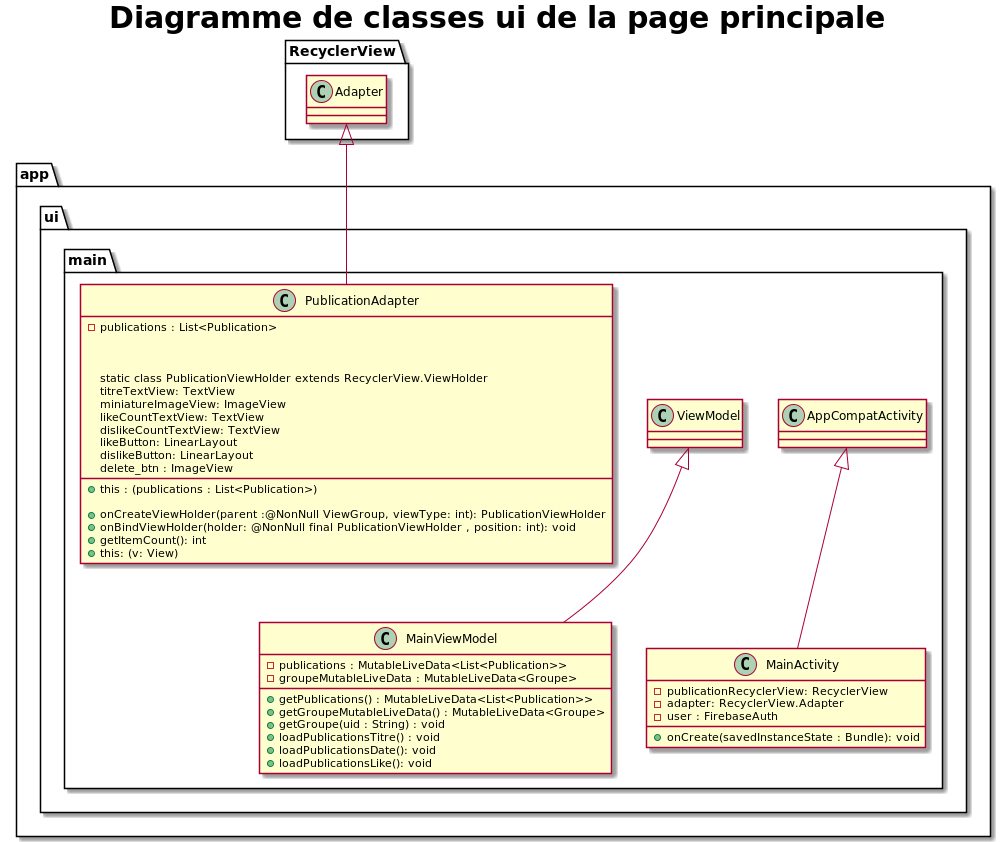 Diagramme de classes ui de la page principale
RecyclerView
C Adapter
app
ui
main
C PublicationAdapter
publications : List<Publication>
static class PublicationViewHolder extends RecyclerView.ViewHolder
titreTextView: TextView
miniatureImageView: ImageView
likeCountTextView: TextView
dislikeCountTextView: TextView
likeButton: LinearLayout
dislikeButton: LinearLayout
delete_btn : ImageView
this : (publications : List<Publication>)
onCreateViewHolder(parent :@NonNull ViewGroup, viewType: int): PublicationViewHolder
onBindViewHolder(holder: @NonNull final PublicationViewHolder , position: int): void
getItemCount(): int
this: (v: View)
C ViewModel
C AppCompatActivity
C MainViewModel
publications : MutableLiveData<List<Publication>>
groupeMutableLiveData : MutableLiveData<Groupe>
getPublications() : MutableLiveData<List<Publication>>
getGroupeMutableLiveData() : MutableLiveData<Groupe>
getGroupe(uid : String) : void
loadPublicationsTitre() : void
loadPublicationsDate(): void
loadPublicationsLike(): void
C MainActivity
publicationRecyclerView: RecyclerView
adapter: RecyclerView.Adapter
user : FirebaseAuth
onCreate(savedInstanceState : Bundle): void